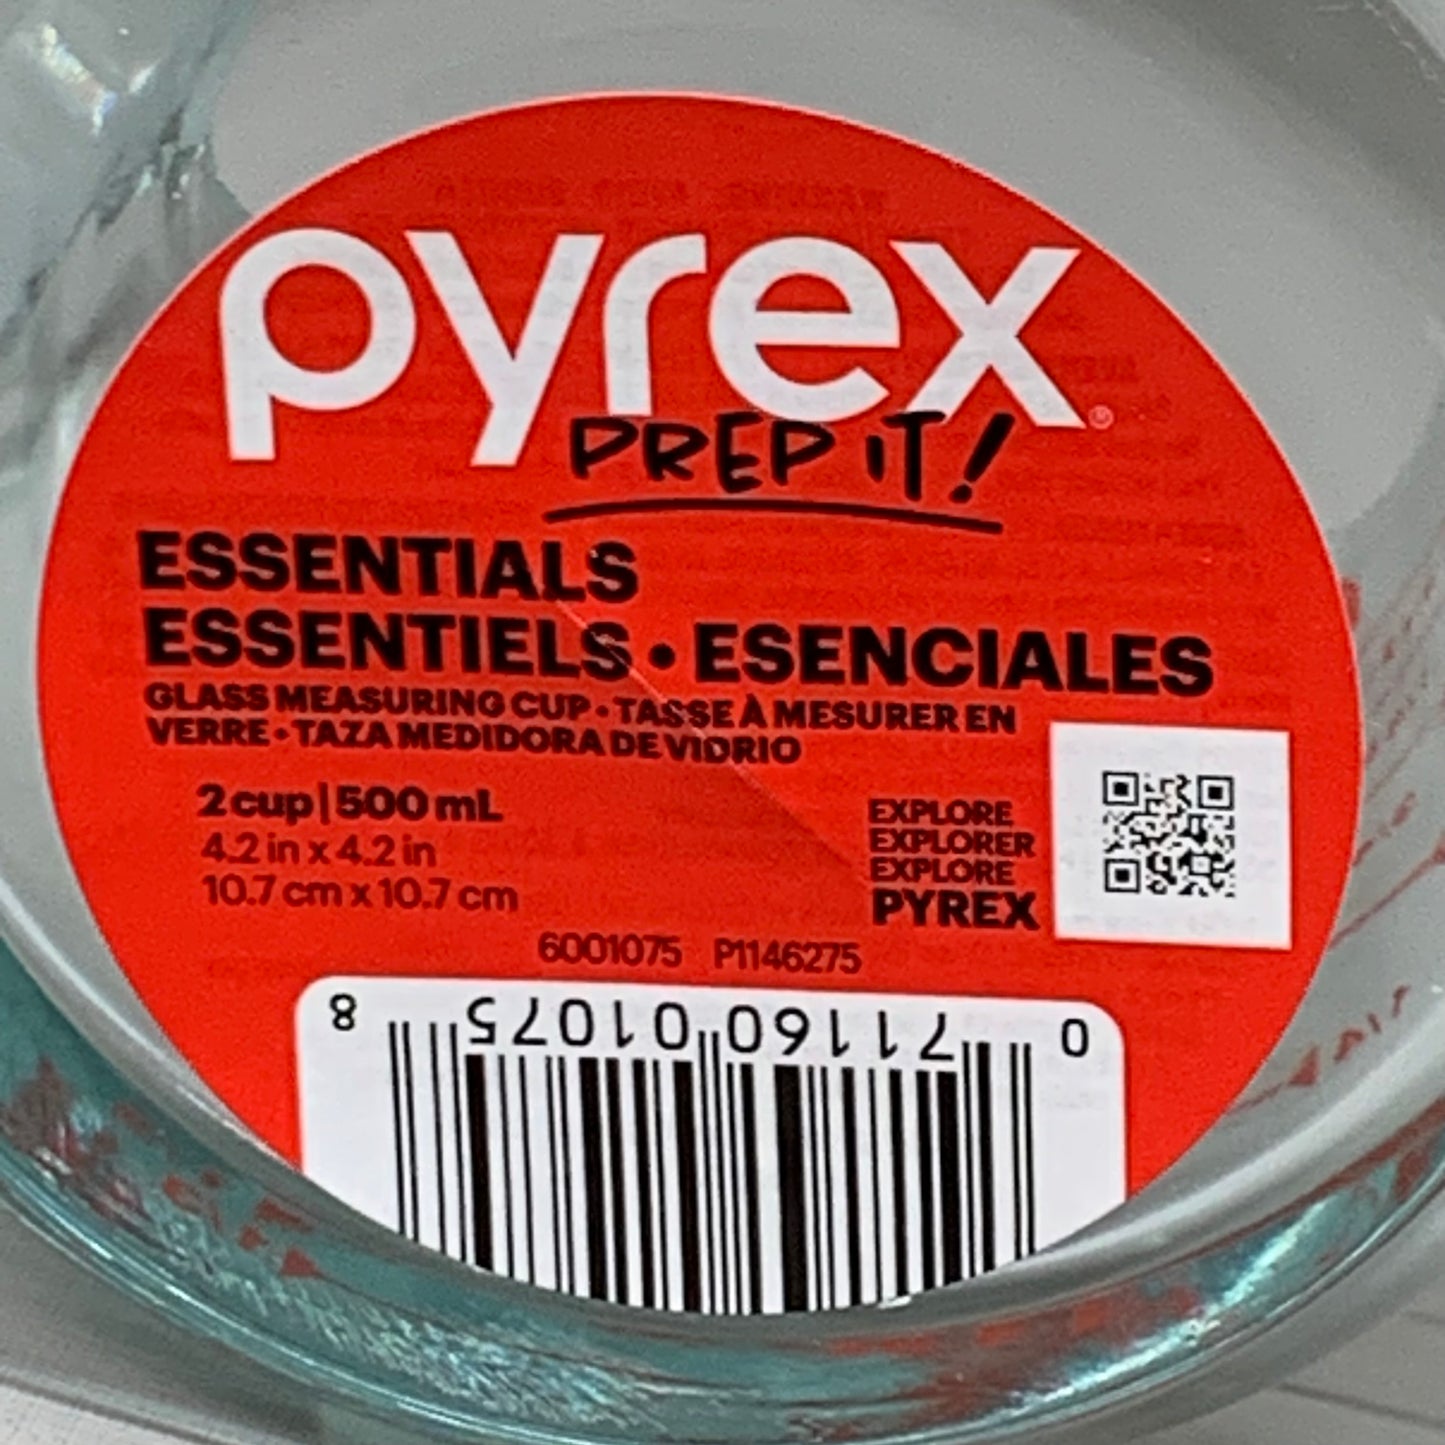 pyrex®
PREP IT!
ESSENTIALS
ESSENTIELS • ESENCIALES
GLASS MEASURING CUP • TASSE À MESURER EN
VERRE • TAZA MEDIDORA DE VIDRIO
2 cup | 500 mL
4.2 in x 4.2 in
10.7 cm x 10.7 cm
EXPLORE
EXPLORER
EXPLORE
PYREX
6001075 P1146275
0 71160 01075 8